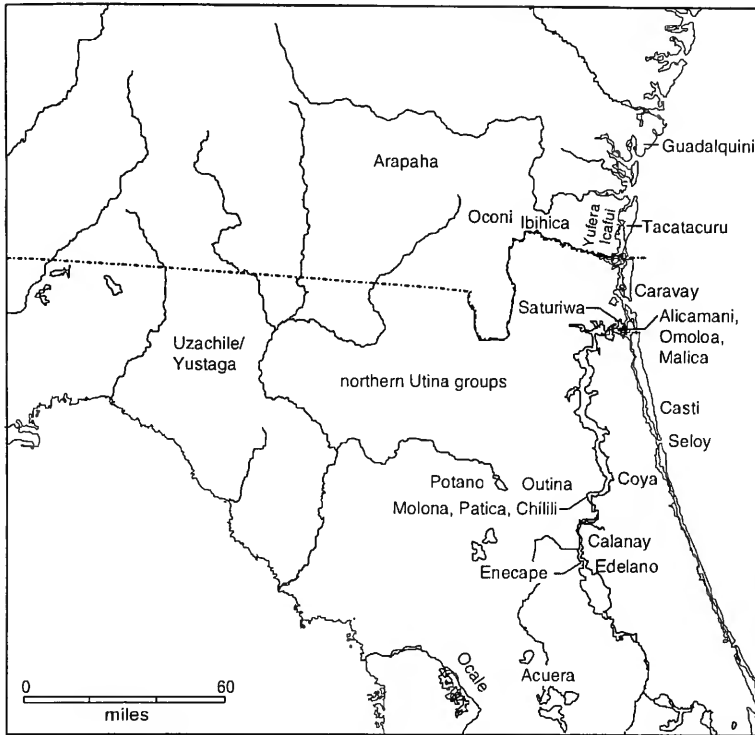 Guadalquini
Arapaha
Yufera
Icafui
Oconi
Ibihica
Tacatacuru
Caravay
Saturiwa
Alicamani,
Omoloa,
Malica
Uzachile/
Yustaga
northern Utina groups
Casti
Seloy
Potano
Outina
Coya
Molona, Patica, Chilili
Calanay
Enecape
Edelano
Ocale
Acuera
0 60
miles